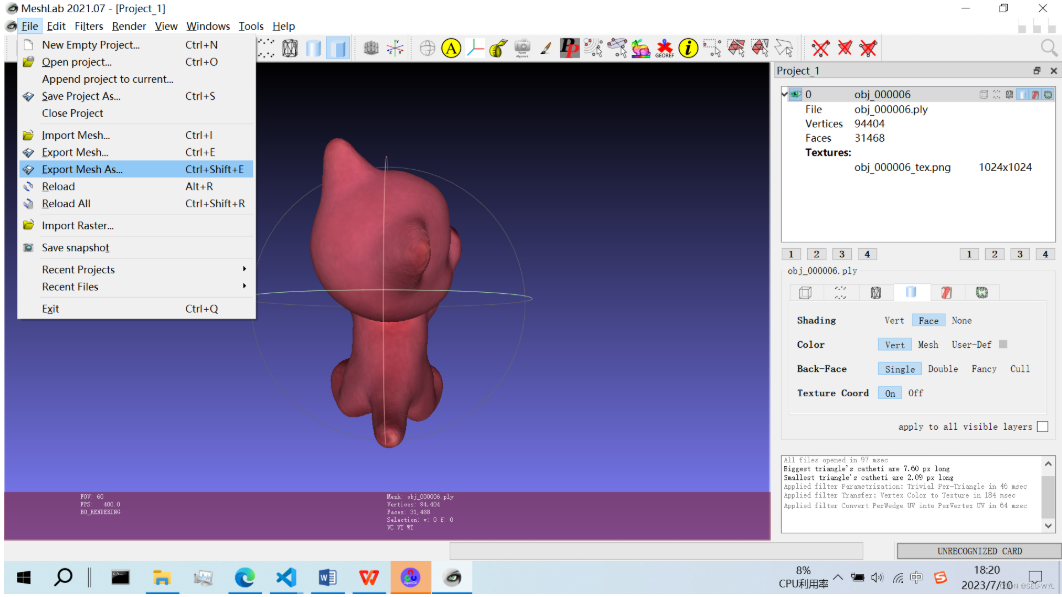 MeshLab 2021.07 - [Project_1]
File Edit Filters Render View Windows Tools Help
New Empty Project... Ctrl+N
Open project... Ctrl+O
Append project to current...
Save Project As... Ctrl+S
Close Project
Import Mesh... Ctrl+I
Export Mesh... Ctrl+E
Export Mesh As... Ctrl+Shift+E
Reload Alt+R
Reload All Ctrl+Shift+R
Import Raster...
Save snapshot
Recent Projects
Recent Files
Exit Ctrl+Q
Project_1
0 obj_000006
File obj_000006.ply
Vertices 94404
Faces 31468
Textures:
obj_000006_tex.png 1024x1024
1 2 3 4 1 2 3 4
obj_000006.ply
Shading Vert Face None
Color Vert Mesh User-Def
Back-Face Single Double Fancy Cull
Texture Coord On Off
apply to all visible layers
All files opened in 97 msec
Biggest triangle's catheti are 7.60 px long
Smallest triangle's catheti are 2.09 px long
Applied filter Parametrization: Trivial Per-Triangle in 46 msec
Applied filter Transfer: Vertex Color to Texture in 184 msec
Applied filter Convert PerWedge UV into PerVertex UV in 64 msec
FOV: 60
FPS: 400.0
BO_RENDERING
Mesh: obj_000006.ply
Vertices: 94,404
Faces: 31,468
Selection: v: 0 f: 0
VC VT WT
UNRECOGNIZED CARD
8%
CPU利用率
中
18:20
2023/7/10